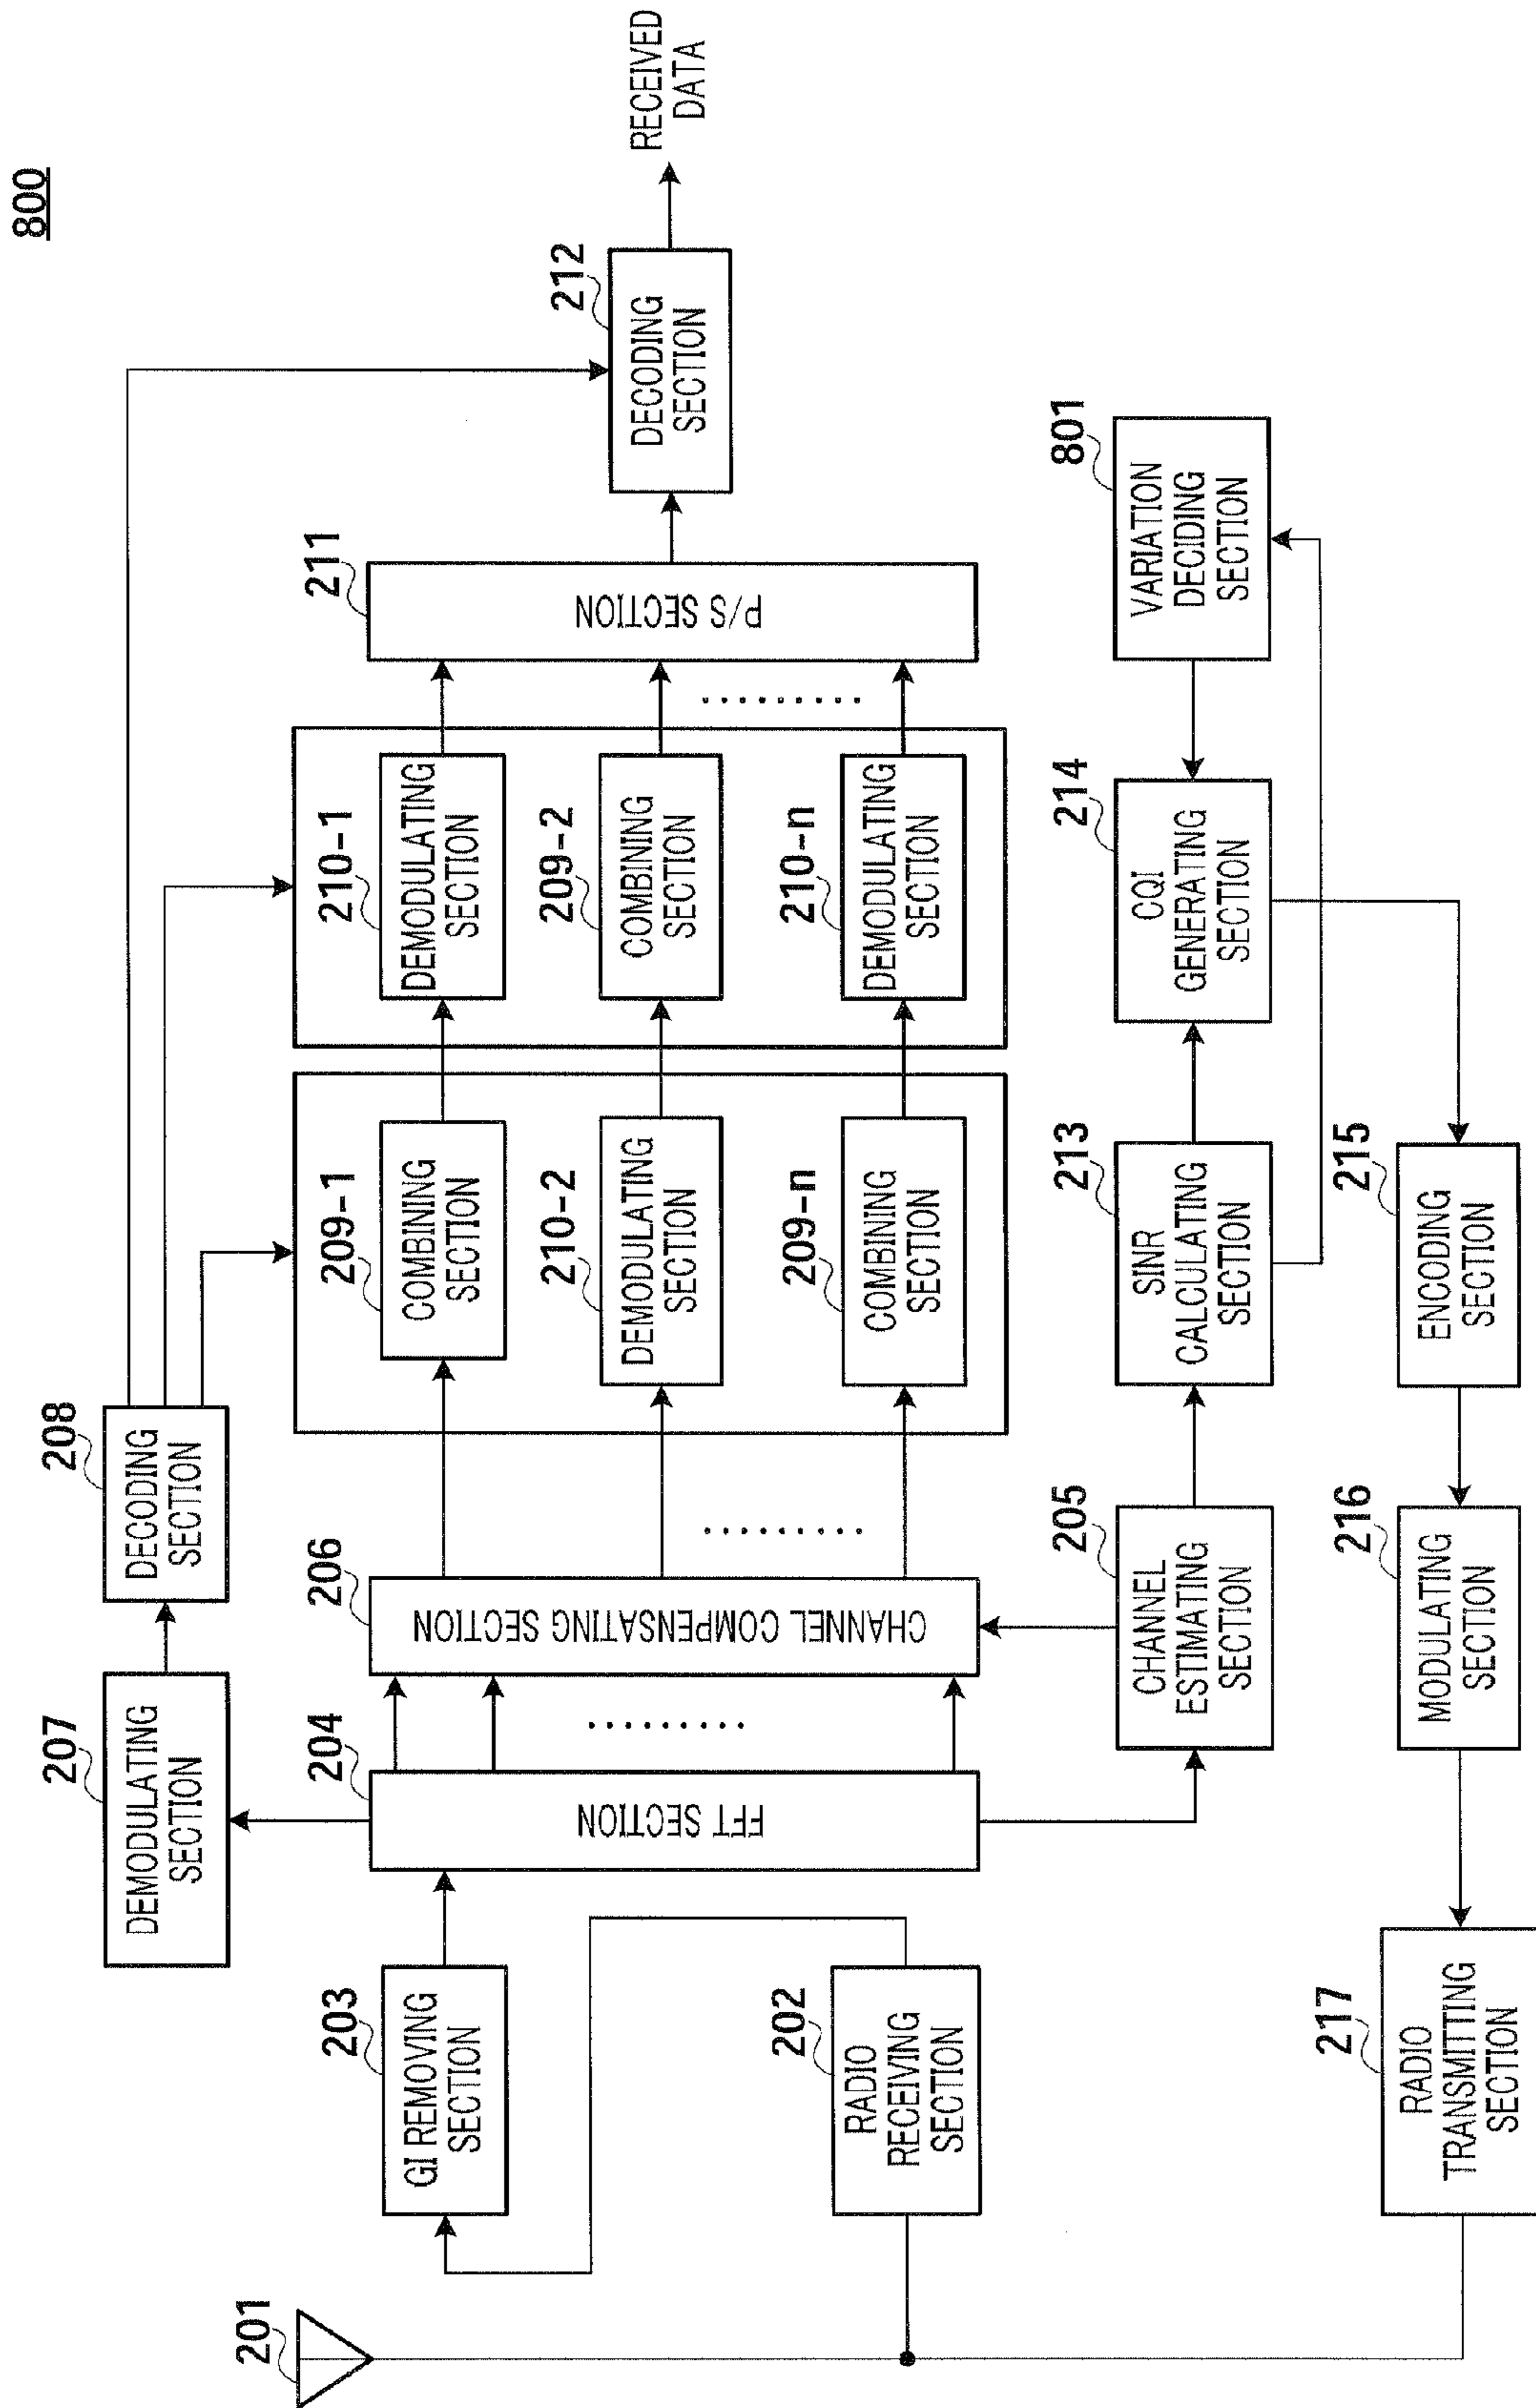 800
201
202
RADIO
RECEIVING
SECTION
203
GI REMOVING
SECTION
204
FFT SECTION
207
DEMODULATING
SECTION
208
DECODING
SECTION
206
CHANNEL COMPENSATING SECTION
.........
.........
209-1
COMBINING
SECTION
210-2
DEMODULATING
SECTION
209-n
COMBINING
SECTION
210-1
DEMODULATING
SECTION
209-2
COMBINING
SECTION
210-n
DEMODULATING
SECTION
.........
211
P/S SECTION
212
DECODING
SECTION
RECEIVED
DATA
205
CHANNEL
ESTIMATING
SECTION
213
SINR
CALCULATING
SECTION
214
CQI
GENERATING
SECTION
801
VARIATION
DECIDING
SECTION
217
RADIO
TRANSMITTING
SECTION
216
MODULATING
SECTION
215
ENCODING
SECTION